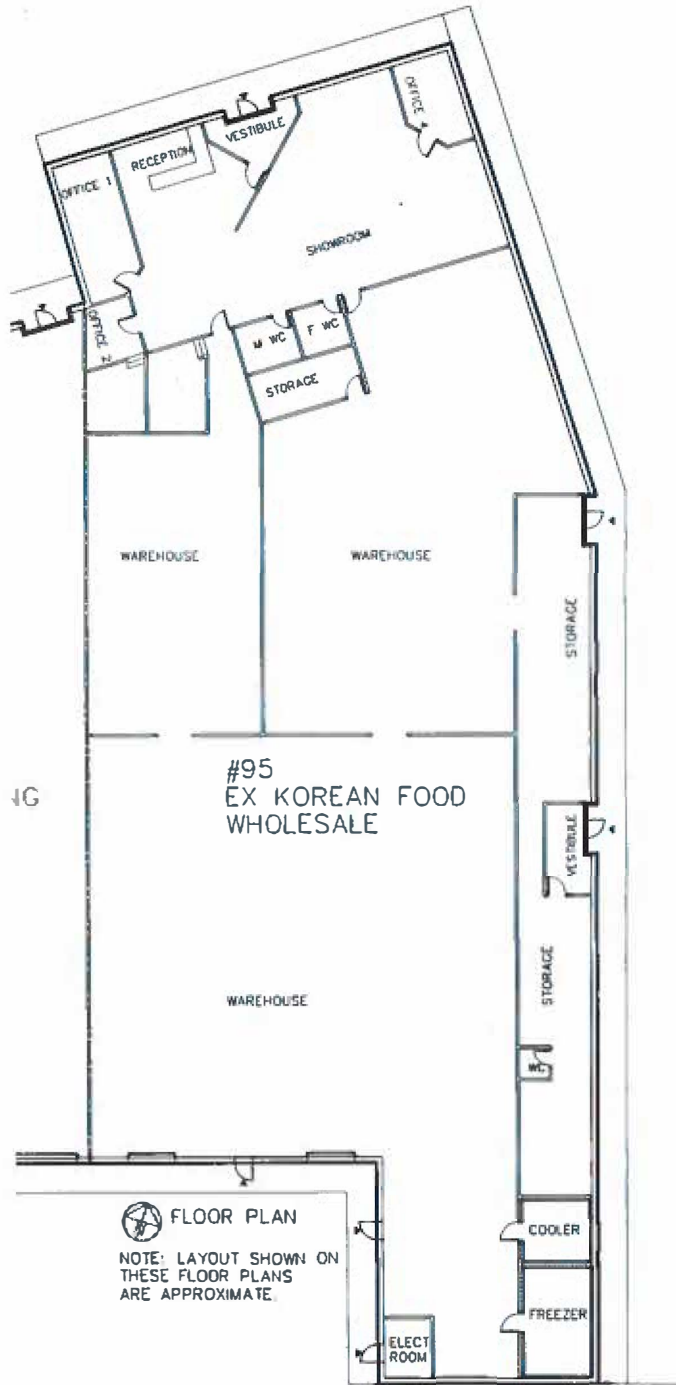 OFFICE 4
VESTIBULE
RECEPTION
OFFICE 1
SHOWROOM
OFFICE 2
M WC
F WC
STORAGE
WAREHOUSE
WAREHOUSE
STORAGE
#95
EX KOREAN FOOD
WHOLESALE
VESTIBULE
STORAGE
WAREHOUSE
WC
FLOOR PLAN
NOTE: LAYOUT SHOWN ON
THESE FLOOR PLANS
ARE APPROXIMATE.
COOLER
FREEZER
ELECT
ROOM